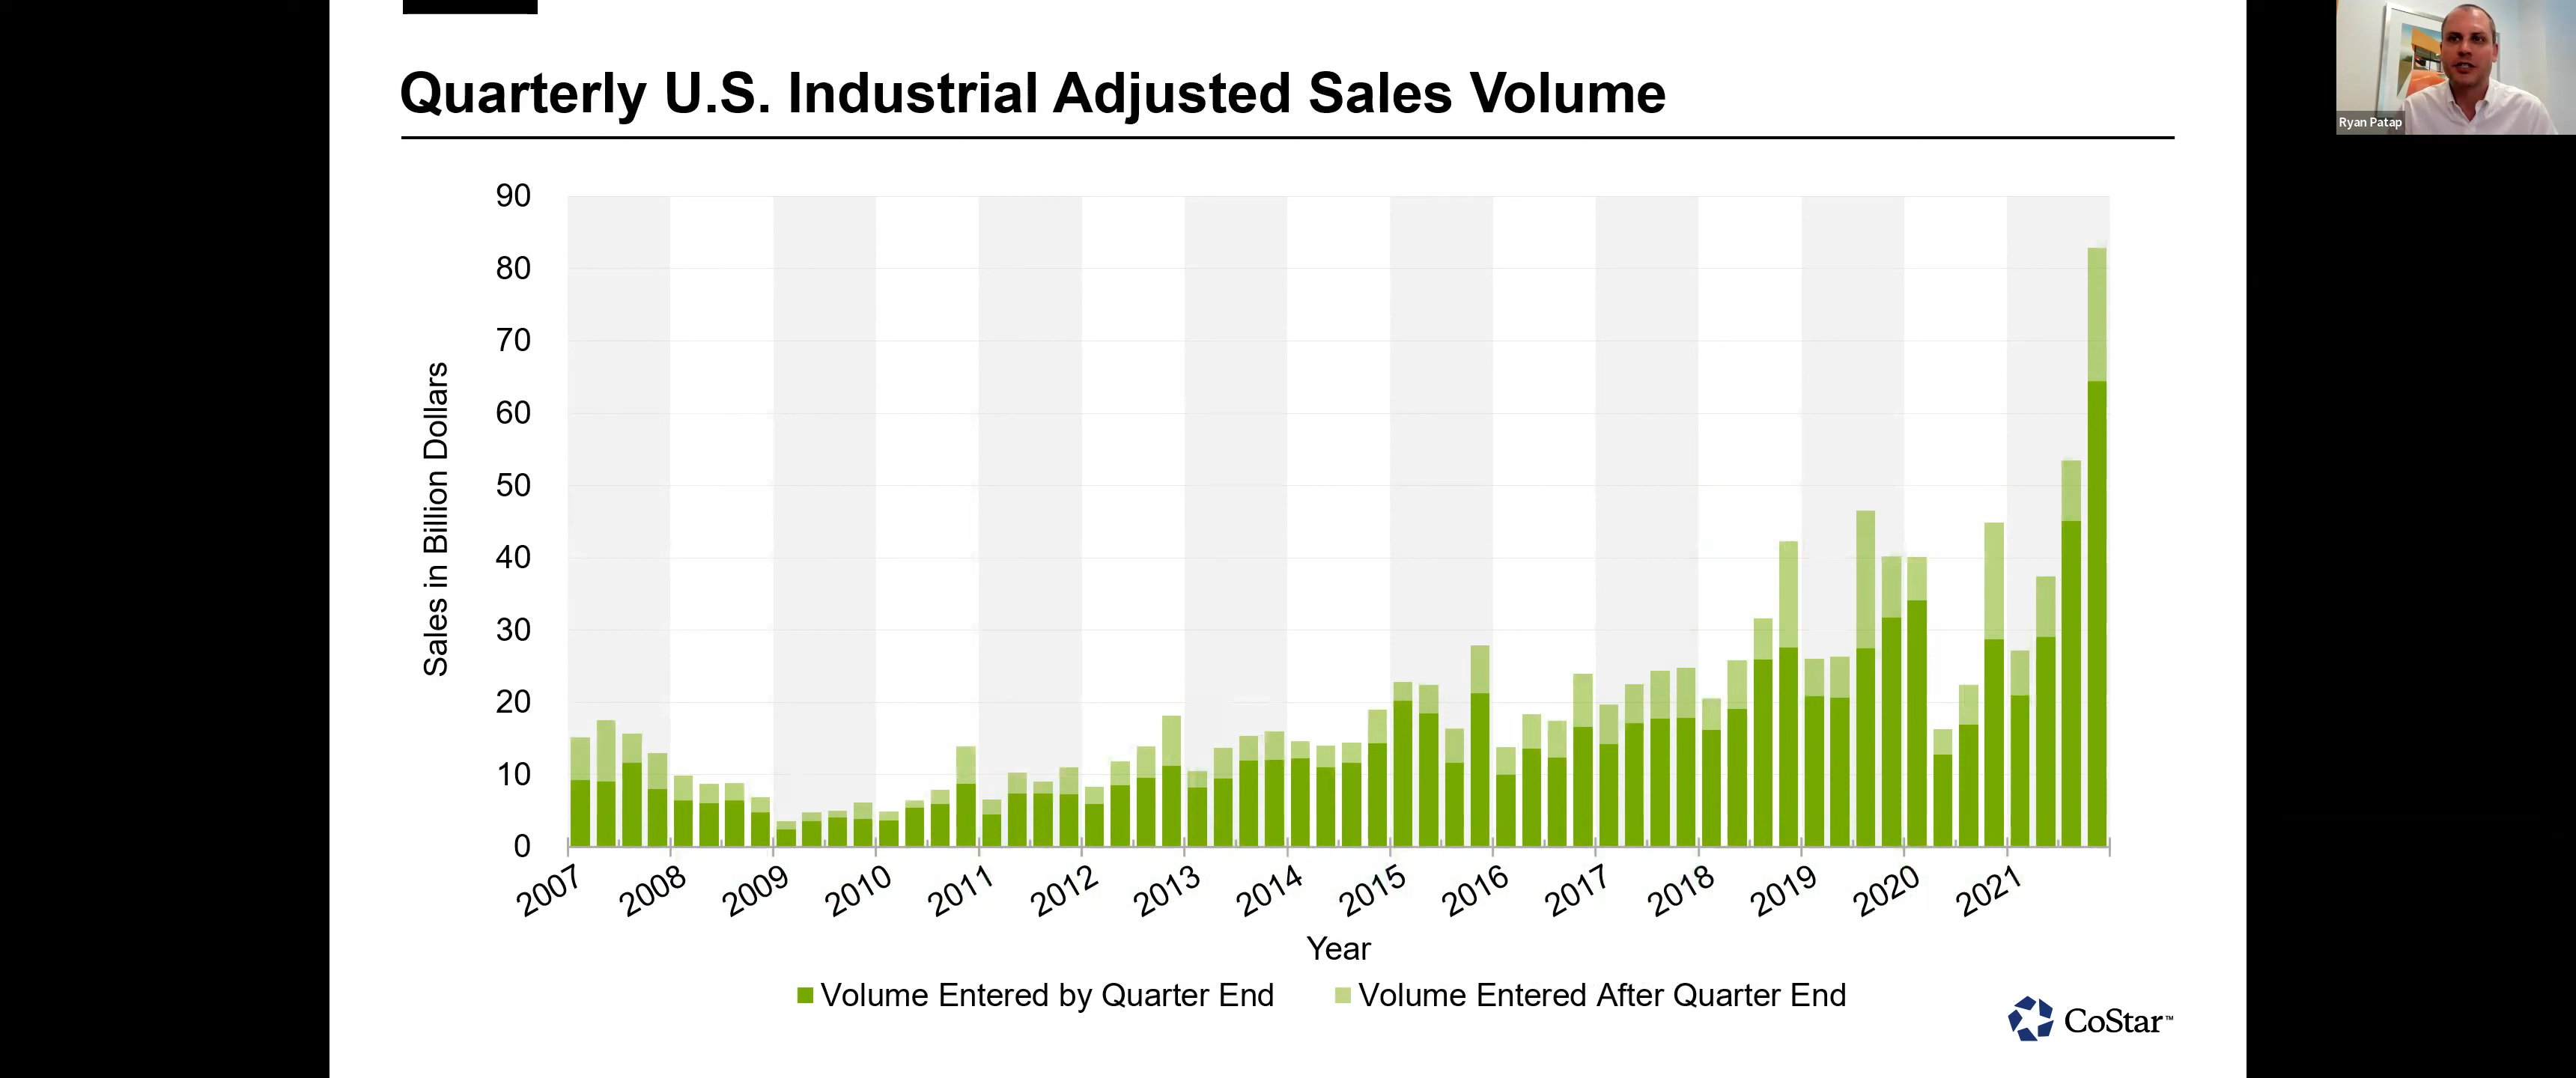 Quarterly U.S. Industrial Adjusted Sales Volume
Ryan Patap
Sales in Billion Dollars
90
80
70
60
50
40
30
20
10
0
2007 2008 2009 2010 2011 2012 2013 2014 2015 2016 2017 2018 2019 2020 2021
Year
Volume Entered by Quarter End Volume Entered After Quarter End
CoStar™